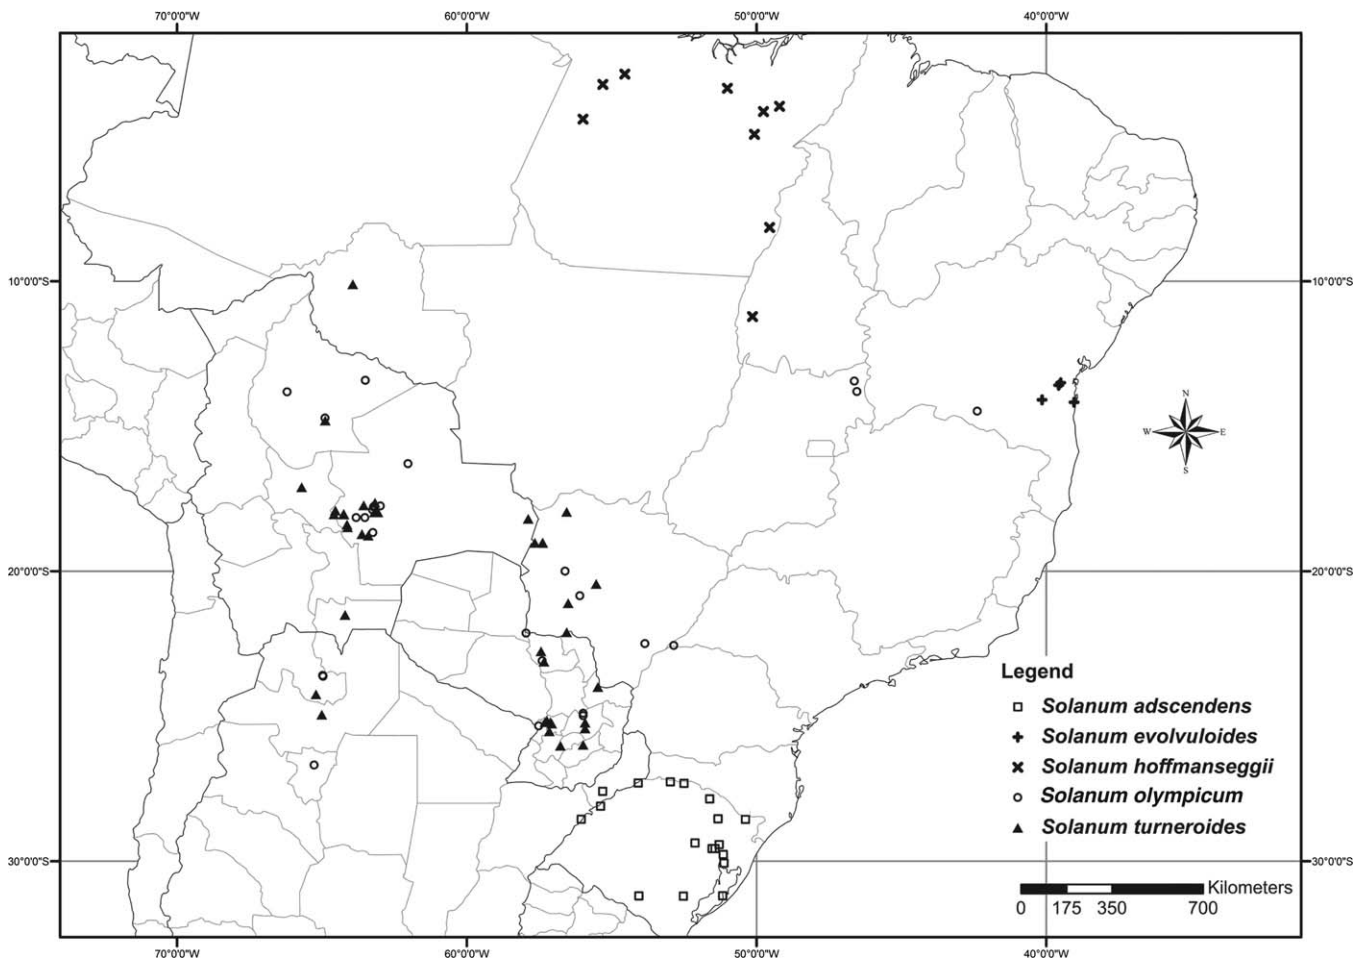 70°0'0"W 60°0'0"W 50°0'0"W 40°0'0"W
10°0'0"S 10°0'0"S
N
W E
S
20°0'0"S 20°0'0"S
Legend
Solanum adscendens
Solanum evolvuloides
Solanum hoffmanseggii
Solanum olympicum
Solanum turneroides
30°0'0"S 30°0'0"S
Kilometers
0 175 350 700
70°0'0"W 60°0'0"W 50°0'0"W 40°0'0"W